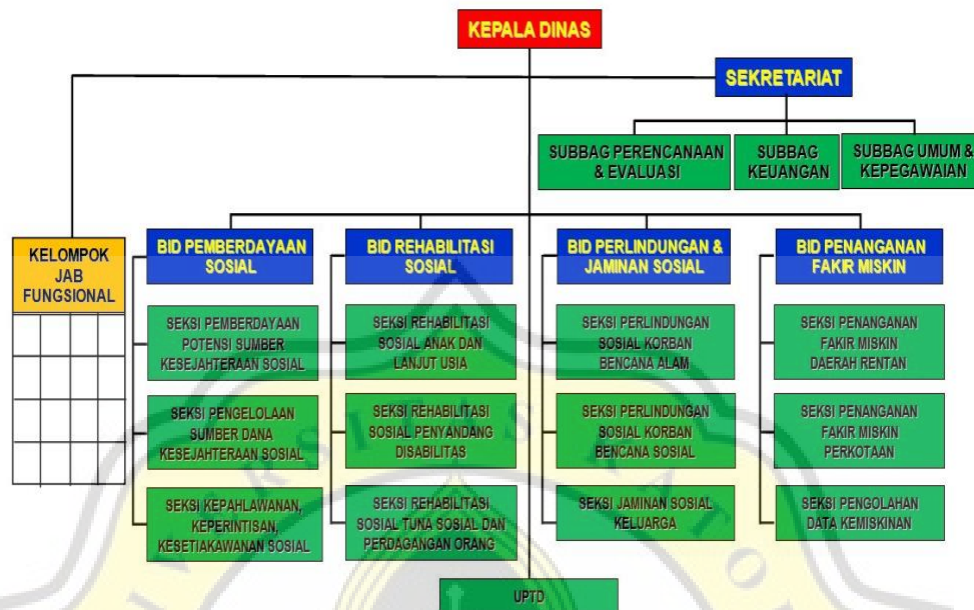 KEPALA DINAS
SEKRETARIAT
SUBBAG PERENCANAAN
& EVALUASI
SUBBAG
KEUANGAN
SUBBAG UMUM &
KEPEGAWAIAN
KELOMPOK
JAB
FUNGSIONAL
BID PEMBERDAYAAN
SOSIAL
SEKSI PEMBERDAYAAN
POTENSI SUMBER
KESEJAHTERAAN SOSIAL
SEKSI PENGELOLAAN
SUMBER DANA
KESEJAHTERAAN SOSIAL
SEKSI KEPAHLAWANAN,
KEPERINTISAN,
KESETIAKAWANAN SOSIAL
BID REHABILITASI
SOSIAL
SEKSI REHABILITASI
SOSIAL ANAK DAN
LANJUT USIA
SEKSI REHABILITASI
SOSIAL PENYANDANG
DISABILITAS
SEKSI REHABILITASI
SOSIAL TUNA SOSIAL DAN
PERDAGANGAN ORANG
BID PERLINDUNGAN &
JAMINAN SOSIAL
SEKSI PERLINDUNGAN
SOSIAL KORBAN
BENCANA ALAM
SEKSI PERLINDUNGAN
SOSIAL KORBAN
BENCANA SOSIAL
SEKSI JAMINAN SOSIAL
KELUARGA
BID PENANGANAN
FAKIR MISKIN
SEKSI PENANGANAN
FAKIR MISKIN
DAERAH RENTAN
SEKSI PENANGANAN
FAKIR MISKIN
PERKOTAAN
SEKSI PENGOLAHAN
DATA KEMISKINAN
UPTD